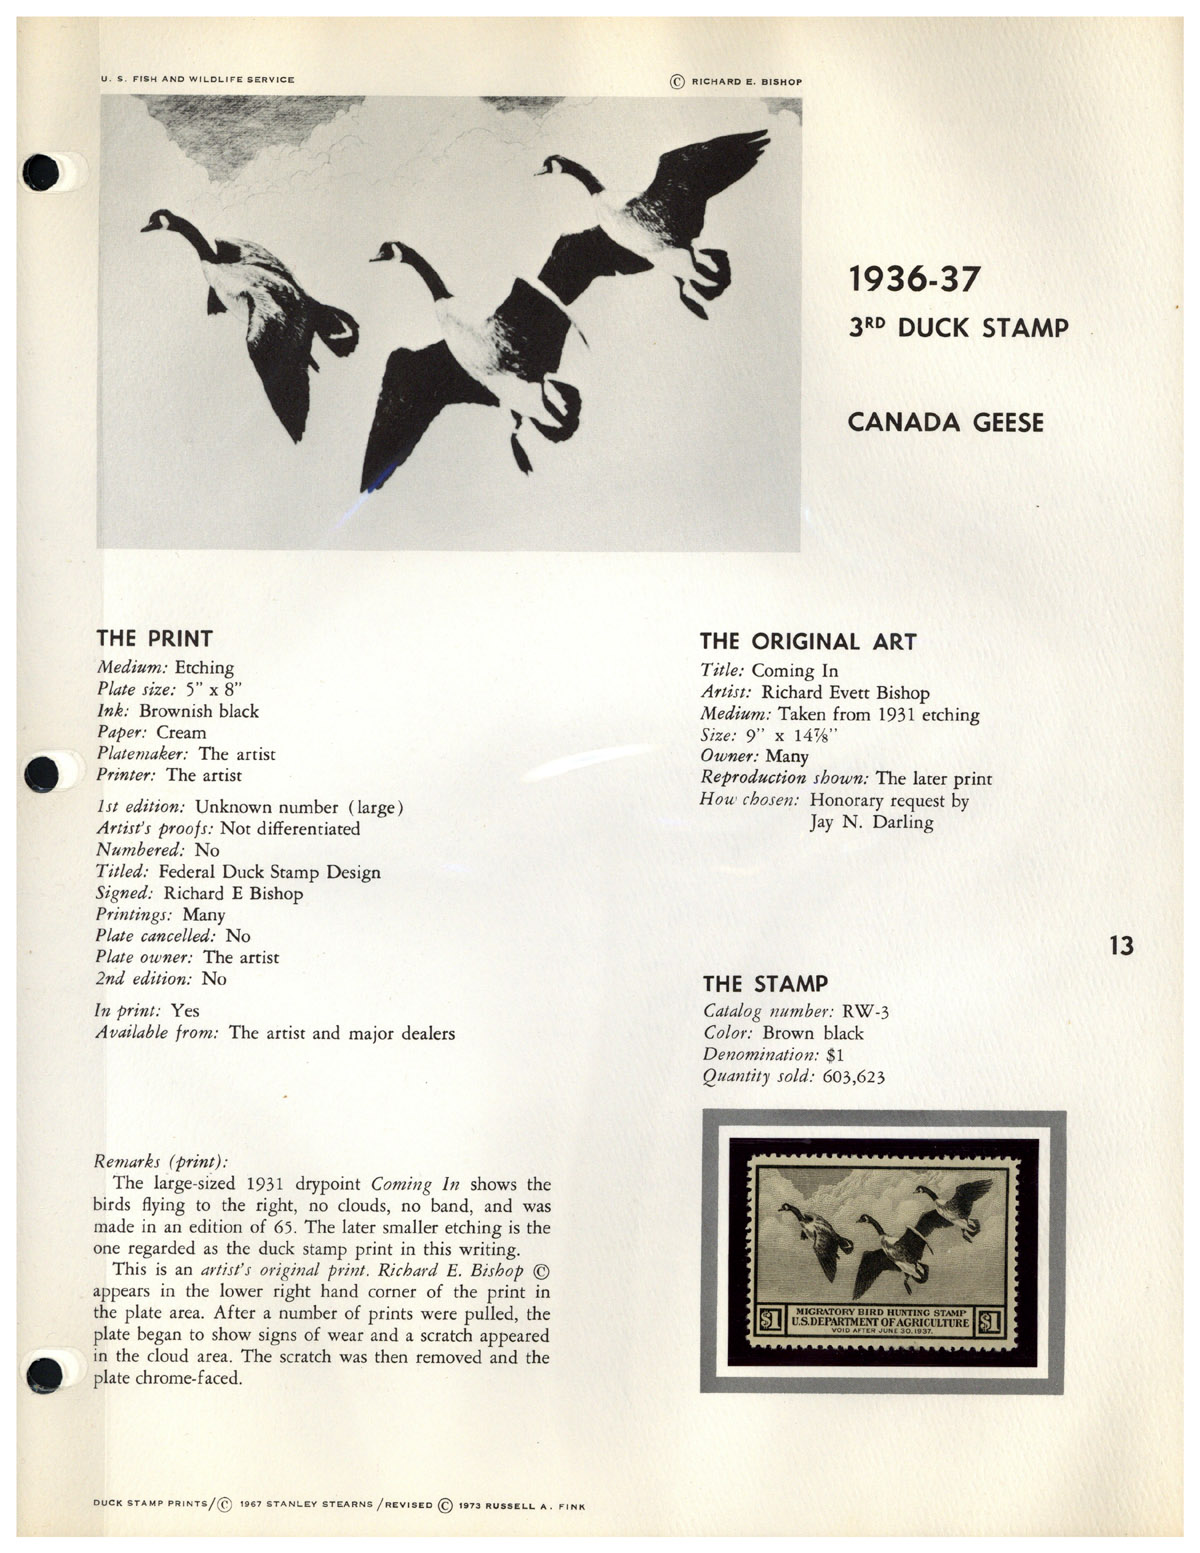 U. S. FISH AND WILDLIFE SERVICE
© RICHARD E. BISHOP
1936-37
3RD DUCK STAMP
CANADA GEESE
THE PRINT
Medium: Etching
Plate size: 5" x 8"
Ink: Brownish black
Paper: Cream
Platemaker: The artist
Printer: The artist
1st edition: Unknown number (large)
Artist's proofs: Not differentiated
Numbered: No
Titled: Federal Duck Stamp Design
Signed: Richard E Bishop
Printings: Many
Plate cancelled: No
Plate owner: The artist
2nd edition: No
In print: Yes
Available from: The artist and major dealers
Remarks (print):
The large-sized 1931 drypoint Coming In shows the
birds flying to the right, no clouds, no band, and was
made in an edition of 65. The later smaller etching is the
one regarded as the duck stamp print in this writing.
This is an artist's original print. Richard E. Bishop ©
appears in the lower right hand corner of the print in
the plate area. After a number of prints were pulled, the
plate began to show signs of wear and a scratch appeared
in the cloud area. The scratch was then removed and the
plate chrome-faced.
THE ORIGINAL ART
Title: Coming In
Artist: Richard Evett Bishop
Medium: Taken from 1931 etching
Size: 9" x 14⅞"
Owner: Many
Reproduction shown: The later print
How chosen: Honorary request by
Jay N. Darling
13
THE STAMP
Catalog number: RW-3
Color: Brown black
Denomination: $1
Quantity sold: 603,623
$1
MIGRATORY BIRD HUNTING STAMP
U.S. DEPARTMENT OF AGRICULTURE
VOID AFTER JUNE 30, 1937.
$1
DUCK STAMP PRINTS/© 1967 STANLEY STEARNS/REVISED © 1973 RUSSELL A. FINK